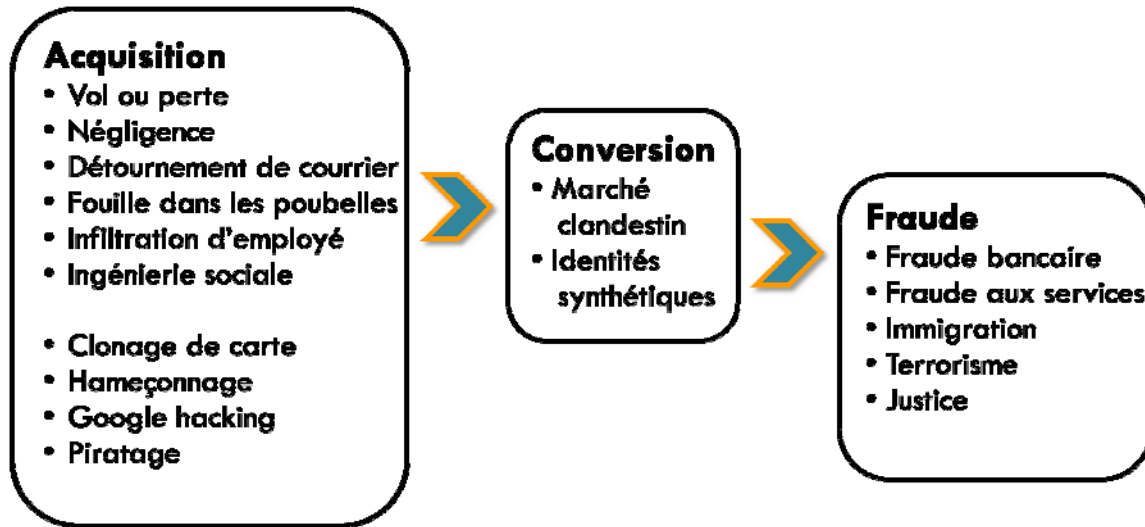 Acquisition
• Vol ou perte
• Négligence
• Détournement de courrier
• Fouille dans les poubelles
• Infiltration d'employé
• Ingénierie sociale
• Clonage de carte
• Hameçonnage
• Google hacking
• Piratage
Conversion
• Marché
clandestin
• Identités
synthétiques
Fraude
• Fraude bancaire
• Fraude aux services
• Immigration
• Terrorisme
• Justice